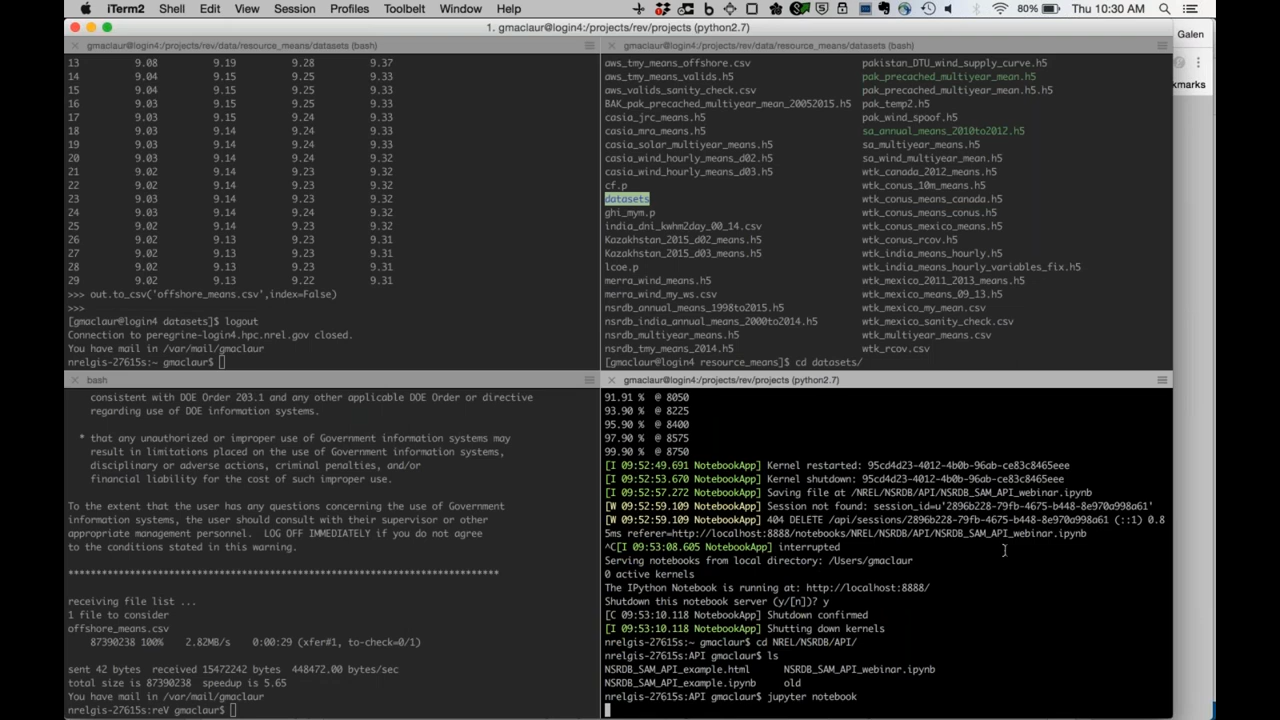 iTerm2 Shell Edit View Session Profiles Toolbelt Window Help 80% Thu 10:30 AM
1. gmaclaur@login4:/projects/rev/projects (python2.7)
Galen
kmarks
gmaclaur@login4:/projects/rev/data/resource_means/datasets (bash)
13 9.08 9.19 9.28 9.37
14 9.04 9.15 9.25 9.33
15 9.04 9.15 9.25 9.33
16 9.03 9.15 9.25 9.33
17 9.03 9.15 9.24 9.33
18 9.03 9.14 9.24 9.33
19 9.03 9.14 9.24 9.32
20 9.03 9.14 9.24 9.32
21 9.02 9.14 9.23 9.32
22 9.02 9.14 9.23 9.32
23 9.03 9.14 9.24 9.32
24 9.03 9.14 9.24 9.32
25 9.02 9.14 9.23 9.32
26 9.02 9.13 9.23 9.31
27 9.02 9.13 9.23 9.31
28 9.02 9.13 9.23 9.31
29 9.02 9.13 9.22 9.31
>>> out.to_csv('offshore_means.csv',index=False)
>>>
[gmaclaur@login4 datasets]$ logout
Connection to peregrine-login4.hpc.nrel.gov closed.
You have mail in /var/mail/gmaclaur
nrelgis-27615s:~ gmaclaur$
gmaclaur@login4:/projects/rev/data/resource_means/datasets (bash)
aws_tmy_means_offshore.csv pakistan_DTU_wind_supply_curve.h5
aws_tmy_means_valids.h5 pak_precached_multiyear_mean.h5
aws_valids_sanity_check.csv pak_precached_multiyear_mean.h5.h5
BAK_pak_precached_multiyear_mean_20052015.h5 pak_temp2.h5
casia_jrc_means.h5 pak_wind_spoof.h5
casia_mra_means.h5 sa_annual_means_2010to2012.h5
casia_solar_multiyear_means.h5 sa_multiyear_means.h5
casia_wind_hourly_means_d02.h5 sa_wind_multiyear_mean.h5
casia_wind_hourly_means_d03.h5 wtk_canada_2012_means.h5
cf.p wtk_conus_10m_means.h5
datasets wtk_conus_means_canada.h5
ghi_mym.p wtk_conus_means_conus.h5
india_dni_kwhm2day_00_14.csv wtk_conus_mexico_means.h5
Kazakhstan_2015_d02_means.h5 wtk_conus_rcov.h5
Kazakhstan_2015_d03_means.h5 wtk_india_means.h5
lcoe.p wtk_india_means_hourly_variables_fix.h5
merra_wind_means.h5 wtk_mexico_2011_2013_means.h5
merra_wind_my_ws.csv wtk_mexico_means_09_13.h5
nsrdb_annual_means_1998to2015.h5 wtk_mexico_my_mean.csv
nsrdb_india_annual_means_2000to2014.h5 wtk_mexico_sanity_check.csv
nsrdb_multiyear_means.h5 wtk_multiyear_means.csv
nsrdb_tmy_means_2014.h5 wtk_rcov.csv
[gmaclaur@login4 resource_means]$ cd datasets/
bash
consistent with DOE Order 203.1 and any other applicable DOE Order or directive
regarding use of DOE information systems.
* that any unauthorized or improper use of Government information systems may
result in limitations placed on the use of Government information systems,
disciplinary or adverse actions, criminal penalties, and/or
financial liability for the cost of such improper use.
To the extent that the user has any questions concerning the use of Government
information systems, the user should consult with their supervisor or other
appropriate management personnel. LOG OFF IMMEDIATELY if you do not agree
to the conditions stated in this warning.
********************************************************************************
receiving file list ...
1 file to consider
offshore_means.csv
87390238 100% 2.82MB/s 0:00:29 (xfer#1, to-check=0/1)
sent 42 bytes received 15472242 bytes 448472.00 bytes/sec
total size is 87390238 speedup is 5.65
You have mail in /var/mail/gmaclaur
nrelgis-27615s:reV gmaclaur$
gmaclaur@login4:/projects/rev/projects (python2.7)
91.91 % @ 8050
93.90 % @ 8225
95.90 % @ 8400
97.90 % @ 8575
99.90 % @ 8750
[I 09:52:49.691 NotebookApp] Kernel restarted: 95cd4d23-4012-4b0b-96ab-ce83c8465eee
[I 09:52:53.670 NotebookApp] Kernel shutdown: 95cd4d23-4012-4b0b-96ab-ce83c8465eee
[I 09:52:57.272 NotebookApp] Saving file at /NREL/NSRDB/API/NSRDB_SAM_API_webinar.ipynb
[W 09:52:59.109 NotebookApp] Session not found: session_id=u'2896b228-79fb-4675-b448-8e970a998a61'
[W 09:52:59.109 NotebookApp] 404 DELETE /api/sessions/2896b228-79fb-4675-b448-8e970a998a61 (::1) 0.8
5ms referer=http://localhost:8888/notebooks/NREL/NSRDB/API/NSRDB_SAM_API_webinar.ipynb
^C[I 09:53:08.605 NotebookApp] interrupted
Serving notebooks from local directory: /Users/gmaclaur
0 active kernels
The IPython Notebook is running at: http://localhost:8888/
Shutdown this notebook server (y/[n])? y
[C 09:53:10.118 NotebookApp] Shutdown confirmed
[I 09:53:10.118 NotebookApp] Shutting down kernels
nrelgis-27615s:~ gmaclaur$ cd NREL/NSRDB/API/
nrelgis-27615s:API gmaclaur$ ls
NSRDB_SAM_API_example.html NSRDB_SAM_API_webinar.ipynb
NSRDB_SAM_API_example.ipynb old
nrelgis-27615s:API gmaclaur$ jupyter notebook